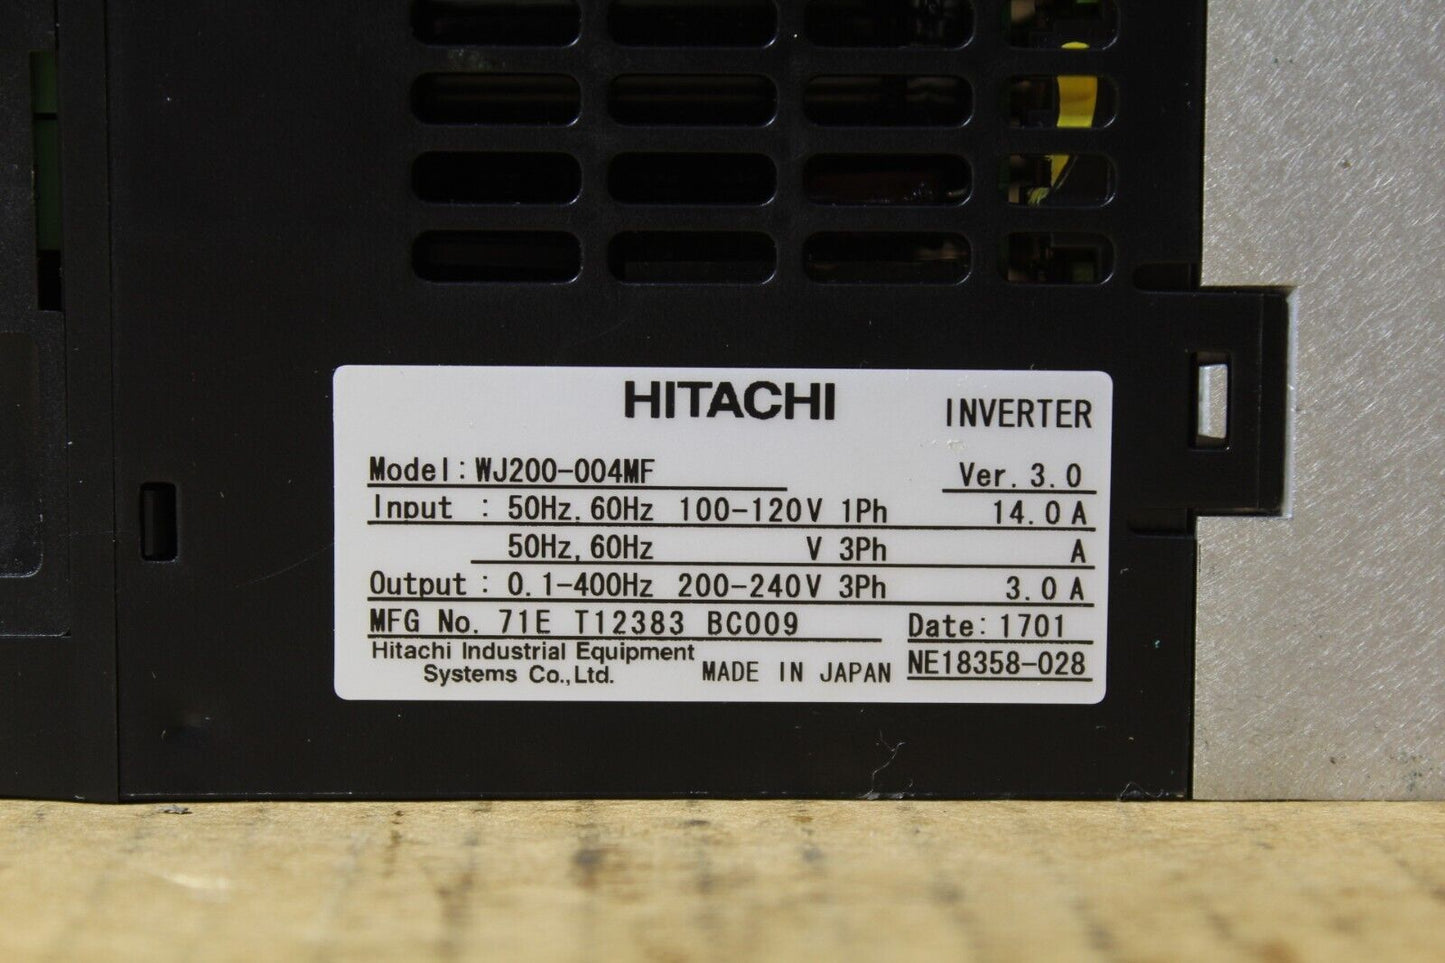 HITACHI INVERTER
Model: WJ200-004MF Ver. 3.0
Input : 50Hz, 60Hz 100-120V 1Ph 14.0 A
50Hz, 60Hz V 3Ph A
Output : 0.1-400Hz 200-240V 3Ph 3.0 A
MFG No. 71E T12383 BC009 Date: 1701
Hitachi Industrial Equipment
Systems Co.,Ltd. MADE IN JAPAN NE18358-028